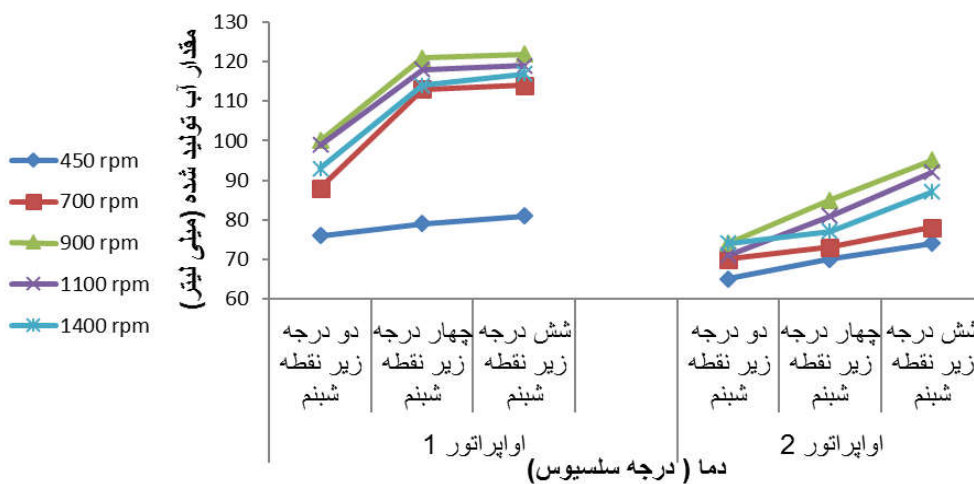 مقدار آب تولید شده (میلی لیتر)
130
120
110
100
90
80
70
60
450 rpm
700 rpm
900 rpm
1100 rpm
1400 rpm
دو درجه
زیر نقطه
شبنم
چهار درجه
زیر نقطه
شبنم
شش درجه
زیر نقطه
شبنم
دو درجه
زیر نقطه
شبنم
چهار درجه
زیر نقطه
شبنم
شش درجه
زیر نقطه
شبنم
اواپراتور 1
اواپراتور 2
دما ( درجه سلسیوس)